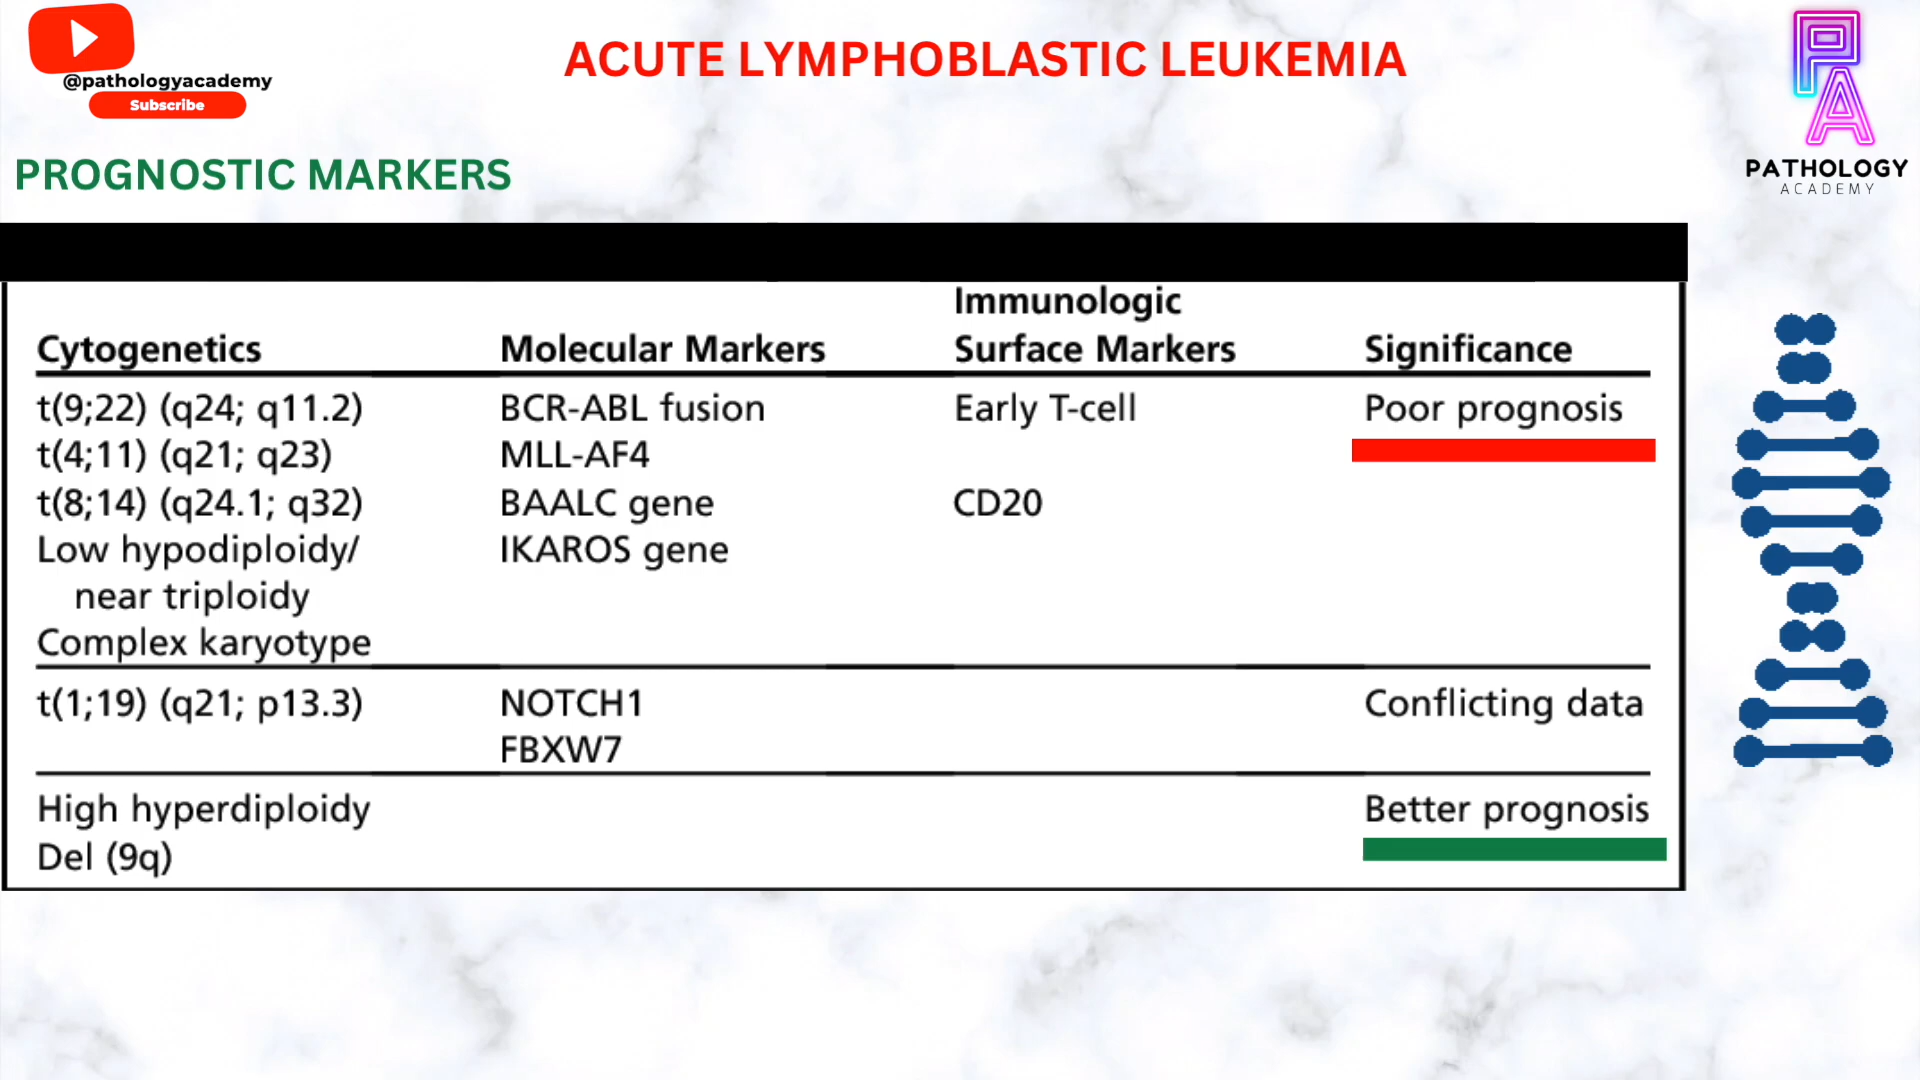 @pathologyacademy
Subscribe
ACUTE LYMPHOBLASTIC LEUKEMIA
PA
PATHOLOGY
ACADEMY
PROGNOSTIC MARKERS
Immunologic
Cytogenetics Molecular Markers Surface Markers Significance
t(9;22) (q24; q11.2) BCR-ABL fusion Early T-cell Poor prognosis
t(4;11) (q21; q23) MLL-AF4
t(8;14) (q24.1; q32) BAALC gene CD20
Low hypodiploidy/ IKAROS gene
near triploidy
Complex karyotype
t(1;19) (q21; p13.3) NOTCH1 Conflicting data
FBXW7
High hyperdiploidy Better prognosis
Del (9q)